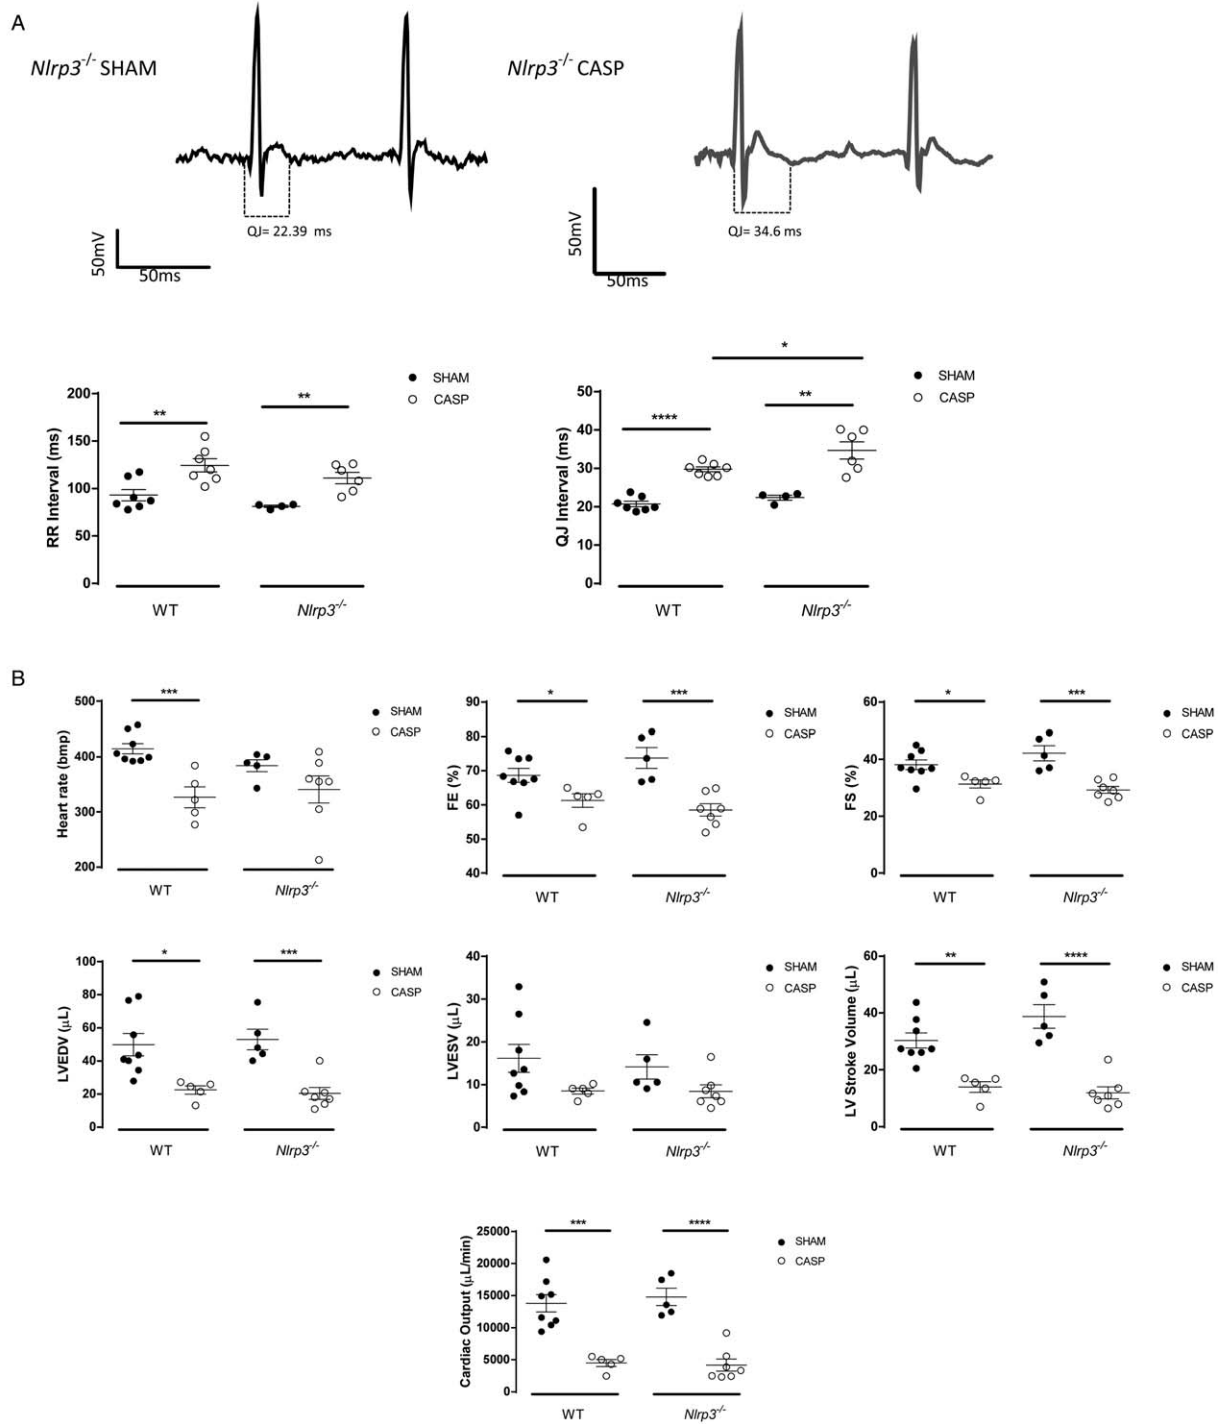 A
Nlrp3-/- SHAM
Nlrp3-/- CASP
QJ= 22.39 ms
QJ= 34.6 ms
50mV
50ms
50mV
50ms
*
SHAM
CASP
SHAM
CASP
** **
**** **
RR Interval (ms)
200
150
100
50
0
WT Nlrp3-/-
QJ Interval (ms)
50
40
30
20
10
0
WT Nlrp3-/-
B
***
SHAM
CASP
Heart rate (bmp)
500
400
300
200
WT Nlrp3-/-
* ***
SHAM
CASP
FE (%)
90
80
70
60
50
40
WT Nlrp3-/-
* ***
SHAM
CASP
FS (%)
60
40
20
0
WT Nlrp3-/-
* ***
SHAM
CASP
LVEDV (μL)
100
80
60
40
20
0
WT Nlrp3-/-
SHAM
CASP
LVESV (μL)
40
30
20
10
0
WT Nlrp3-/-
** ****
SHAM
CASP
LV Stroke Volume (μL)
60
40
20
0
WT Nlrp3-/-
*** ****
SHAM
CASP
Cardiac Output (μL/min)
25000
20000
15000
10000
5000
0
WT Nlrp3-/-